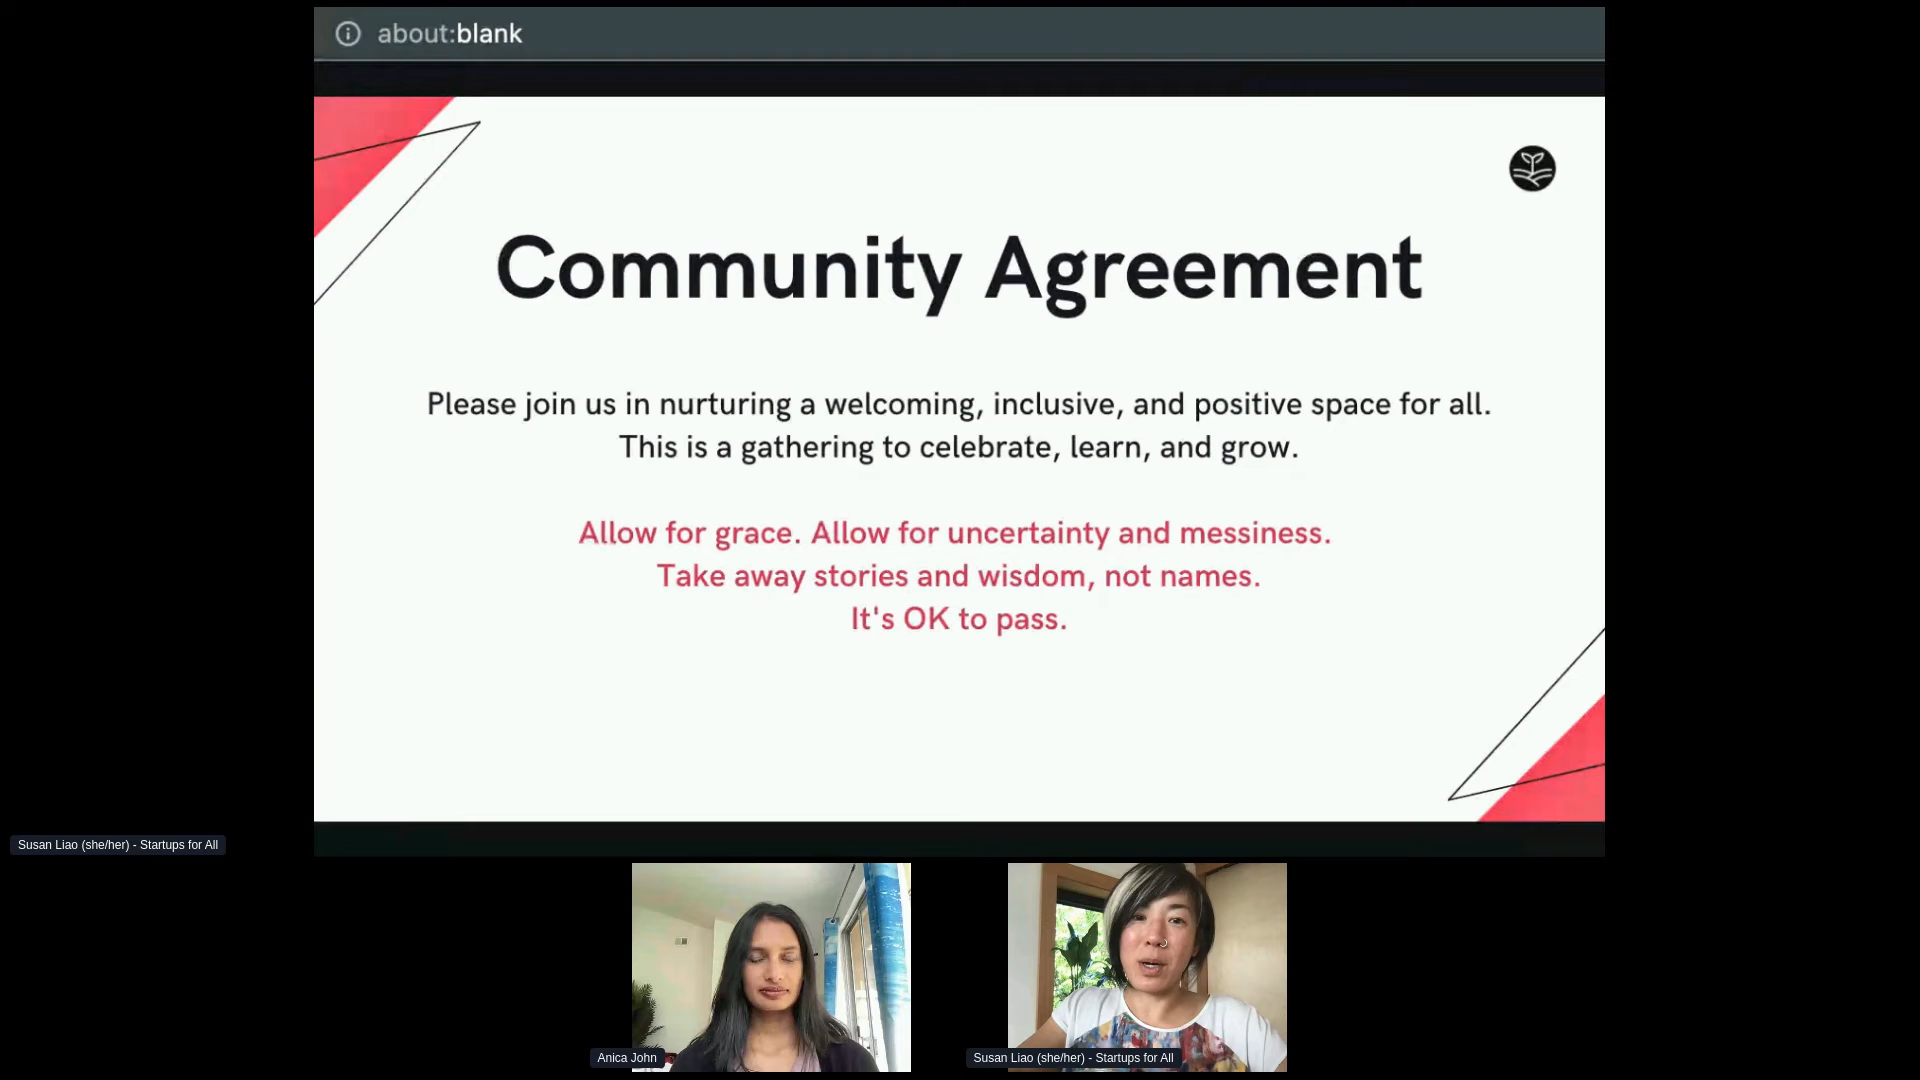 about:blank
Community Agreement
Please join us in nurturing a welcoming, inclusive, and positive space for all.
This is a gathering to celebrate, learn, and grow.
Allow for grace. Allow for uncertainty and messiness.
Take away stories and wisdom, not names.
It's OK to pass.
Susan Liao (she/her) - Startups for All
Anica John
Susan Liao (she/her) - Startups for All